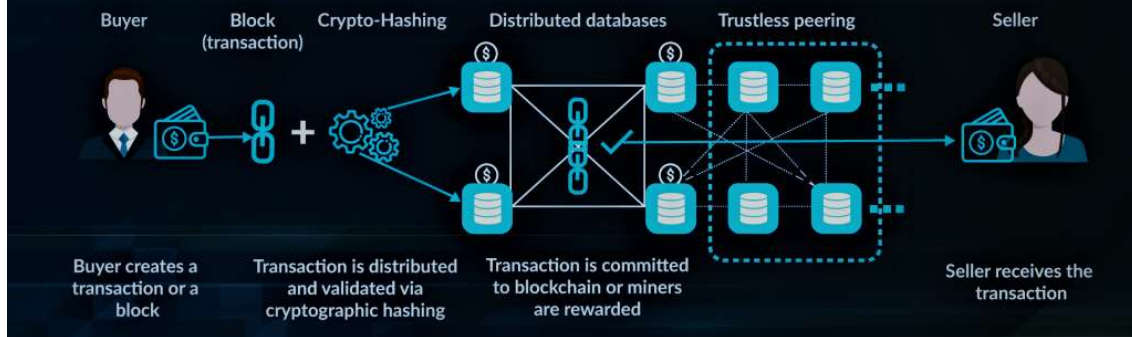 Buyer
Block
(transaction)
Crypto-Hashing
Distributed databases
Trustless peering
Seller
Buyer creates a
transaction or a
block
Transaction is distributed
and validated via
cryptographic hashing
Transaction is committed
to blockchain or miners
are rewarded
Seller receives the
transaction